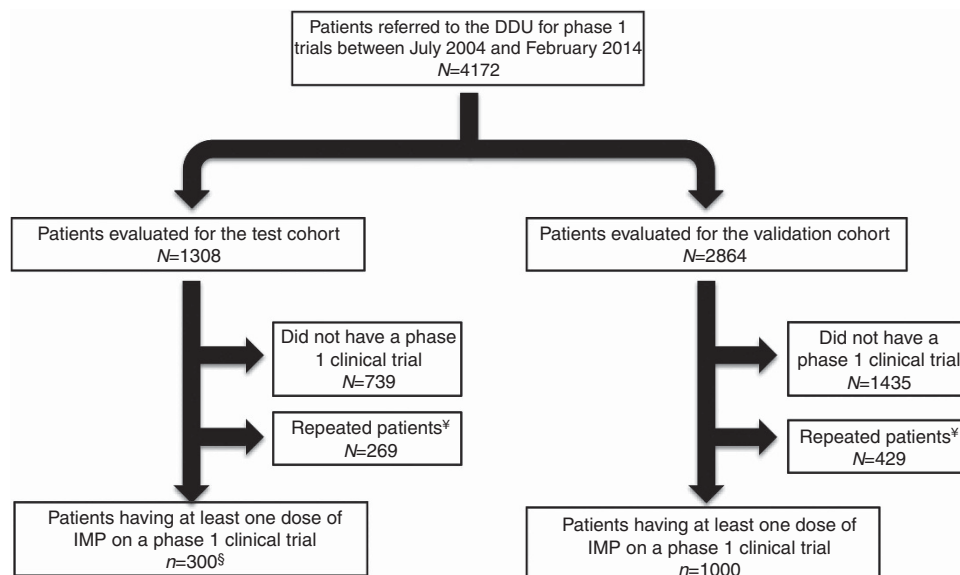 Patients referred to the DDU for phase 1
trials between July 2004 and February 2014
N=4172
Patients evaluated for the test cohort
N=1308
Patients evaluated for the validation cohort
N=2864
Did not have a phase
1 clinical trial
N=739
Did not have a
phase 1 clinical trial
N=1435
Repeated patients¥
N=269
Repeated patients¥
N=429
Patients having at least one dose of
IMP on a phase 1 clinical trial
n=300§
Patients having at least one dose of
IMP on a phase 1 clinical trial
n=1000